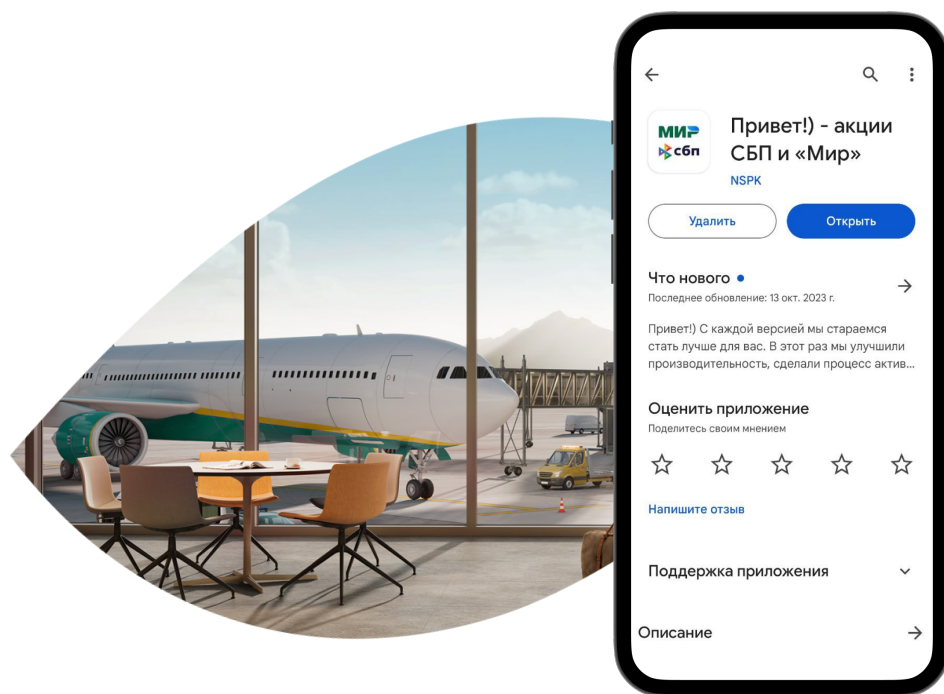 МИР
сбп
Привет!) - акции
СБП и «Мир»
NSPK
Удалить
Открыть
Что нового
Последнее обновление: 13 окт. 2023 г.
Привет!) С каждой версией мы стараемся
стать лучше для вас. В этот раз мы улучшили
производительность, сделали процесс актив...
Оценить приложение
Поделитесь своим мнением
Напишите отзыв
Поддержка приложения
Описание